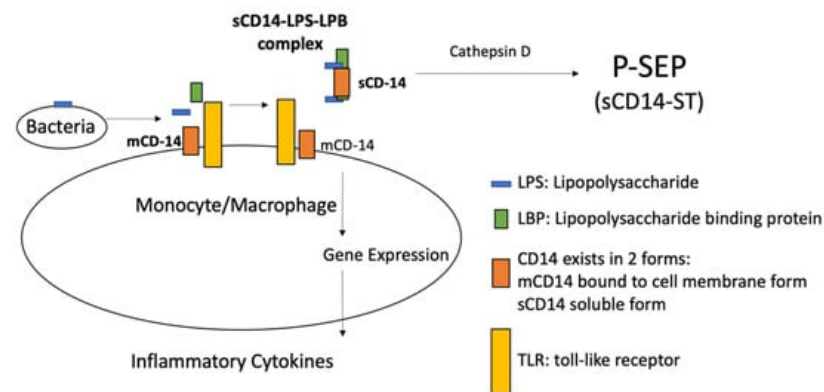 sCD14-LPS-LPB
complex
Cathepsin D
P-SEP
(sCD14-ST)
sCD-14
Bacteria
mCD-14
mCD-14
Monocyte/Macrophage
Gene Expression
Inflammatory Cytokines
LPS: Lipopolysaccharide
LBP: Lipopolysaccharide binding protein
CD14 exists in 2 forms:
mCD14 bound to cell membrane form
sCD14 soluble form
TLR: toll-like receptor